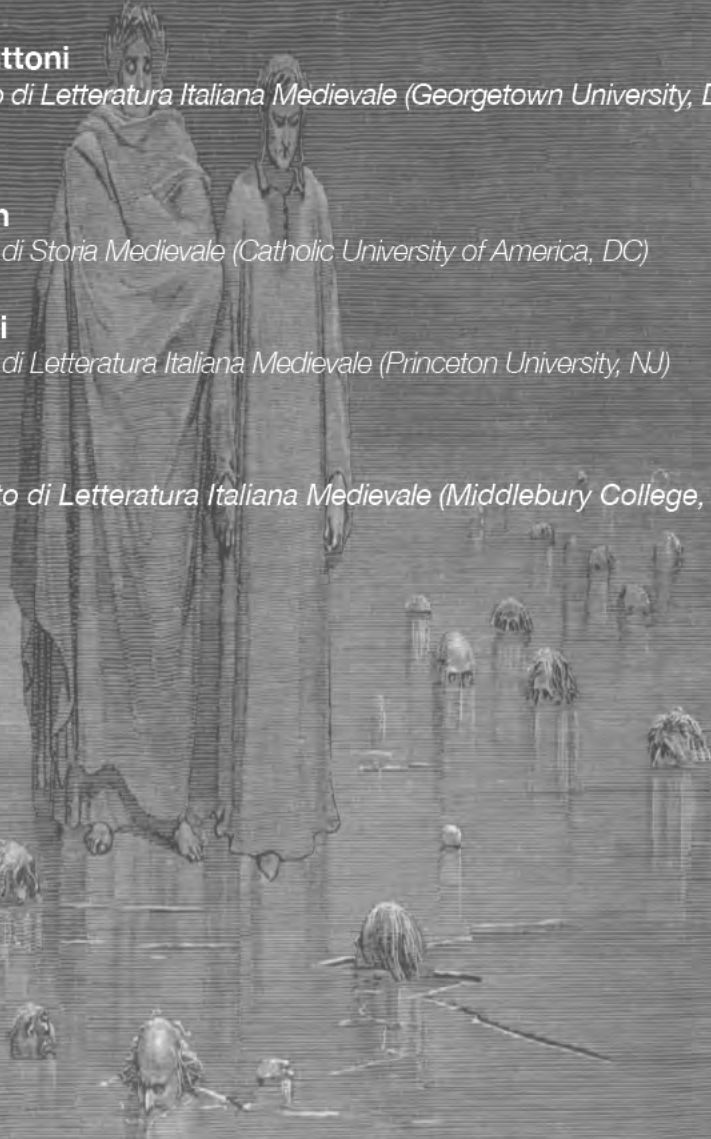 ttoni
o di Letteratura Italiana Medievale (Georgetown University, D
n
di Storia Medievale (Catholic University of America, DC)
i
di Letteratura Italiana Medievale (Princeton University, NJ)
to di Letteratura Italiana Medievale (Middlebury College,